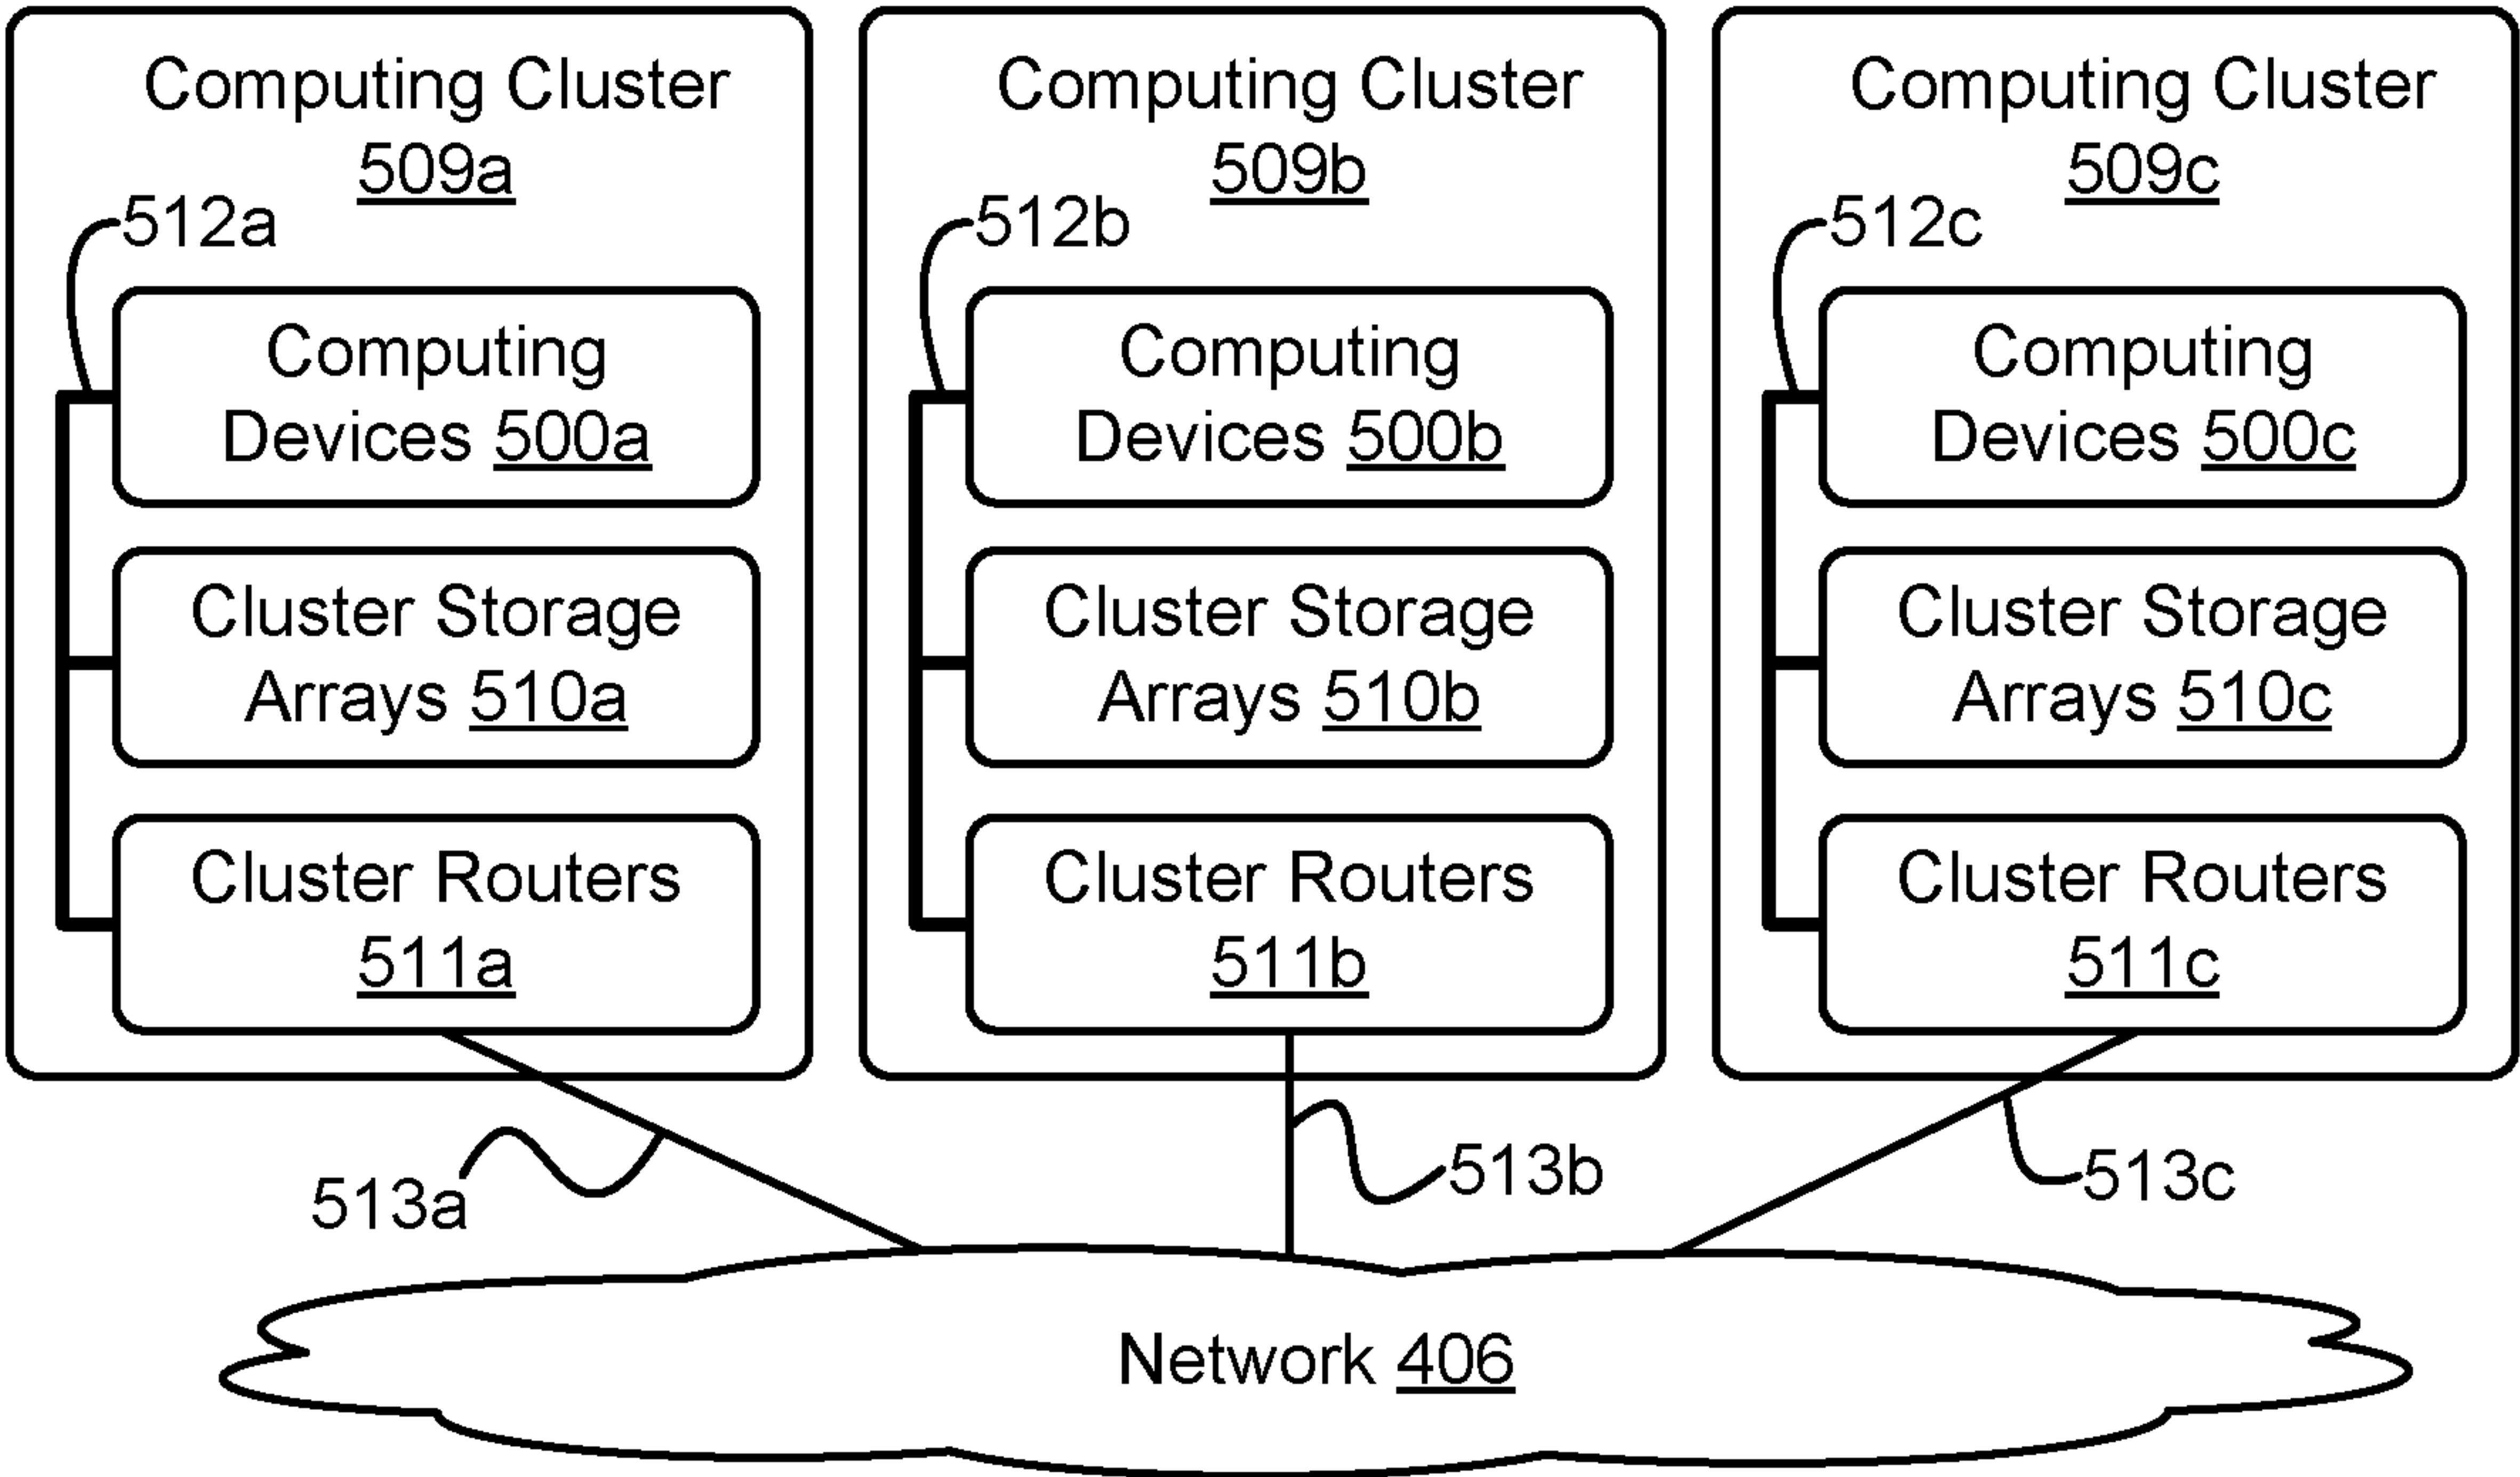 Computing Cluster
509a
512a
Computing
Devices 500a
Cluster Storage
Arrays 510a
Cluster Routers
511a
Computing Cluster
509b
512b
Computing
Devices 500b
Cluster Storage
Arrays 510b
Cluster Routers
511b
Computing Cluster
509c
512c
Computing
Devices 500c
Cluster Storage
Arrays 510c
Cluster Routers
511c
513a
513b
513c
Network 406